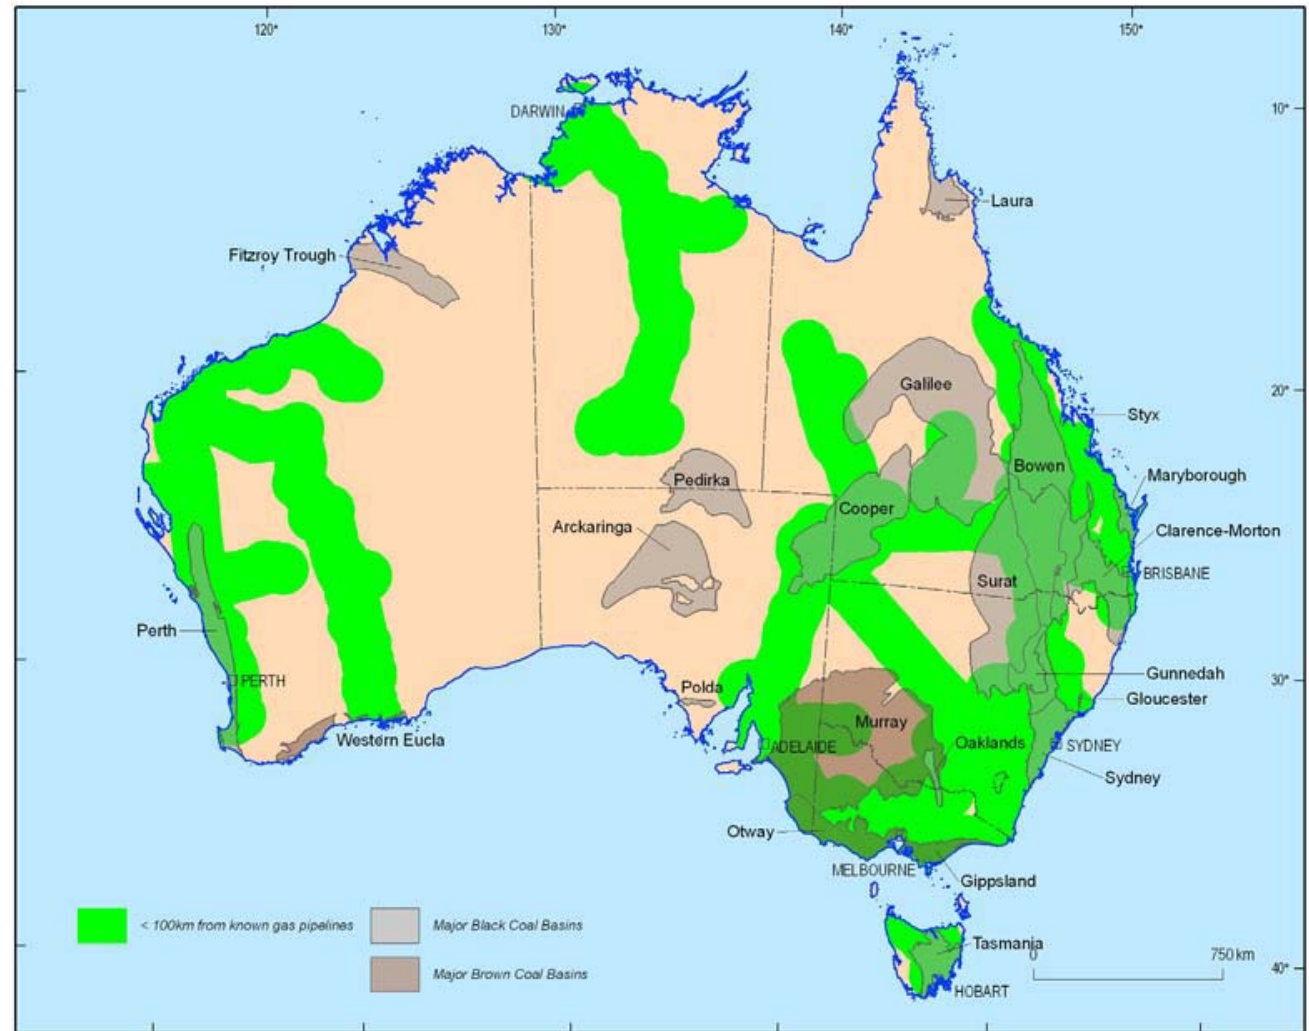 120°
130°
140°
150°
DARWIN
10°
Laura
Fitzroy Trough
Galilee
20°
Styx
Bowen
Maryborough
Pedirka
Cooper
Arckaringa
Clarence-Morton
BRISBANE
Surat
Perth
PERTH
Polda
Gunnedah
30°
Gloucester
Murray
Western Eucla
ADELAIDE
Oaklands
SYDNEY
Sydney
Otway
MELBOURNE
Gippsland
< 100km from known gas pipelines
Major Black Coal Basins
Major Brown Coal Basins
Tasmania
0
750 km
40°
HOBART